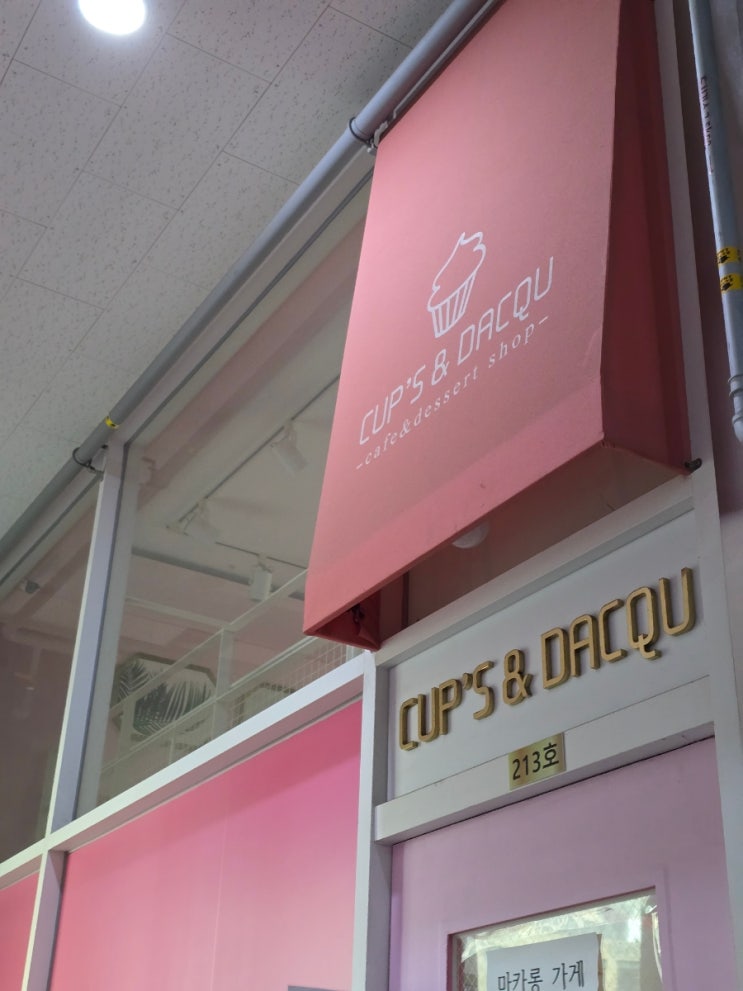 CUP'S & DACQU
-cafe&dessert shop-
CUP'S & DACQU
213호
마카롱 가게